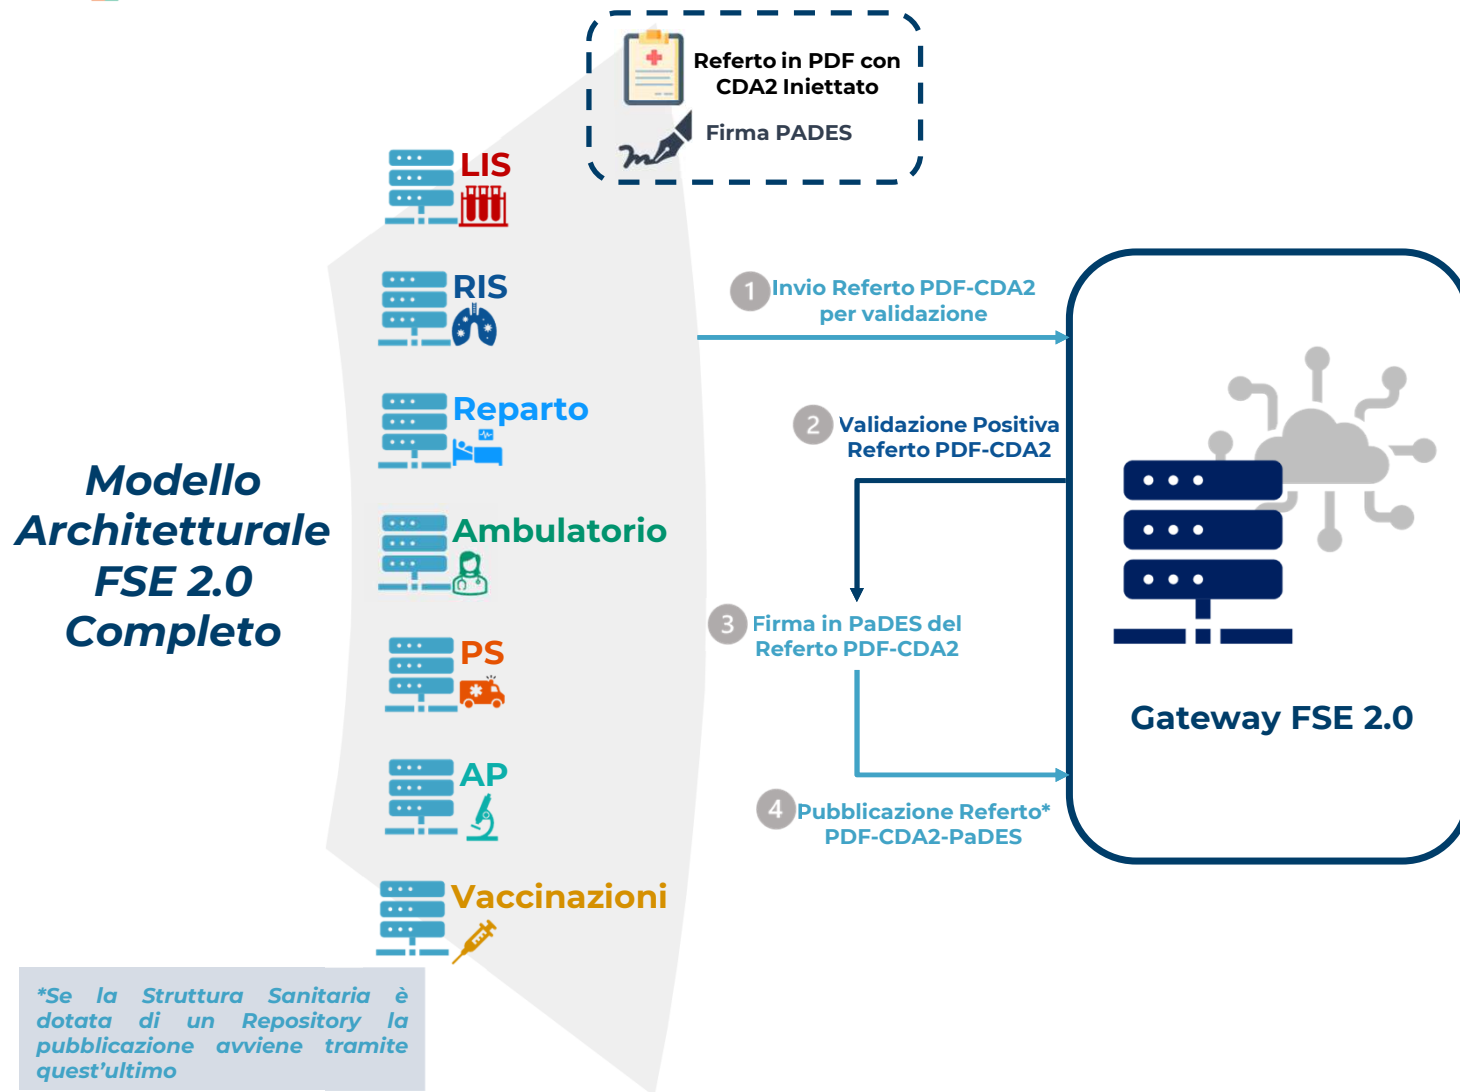 Referto in PDF con
CDA2 Iniettato
Firma PADES
LIS
RIS
Reparto
Ambulatorio
PS
AP
Vaccinazioni
Modello
Architetturale
FSE 2.0
Completo
1 Invio Referto PDF-CDA2
per validazione
2 Validazione Positiva
Referto PDF-CDA2
3 Firma in PaDES del
Referto PDF-CDA2
4 Pubblicazione Referto*
PDF-CDA2-PaDES
Gateway FSE 2.0
*Se la Struttura Sanitaria è
dotata di un Repository la
pubblicazione avviene tramite
quest'ultimo